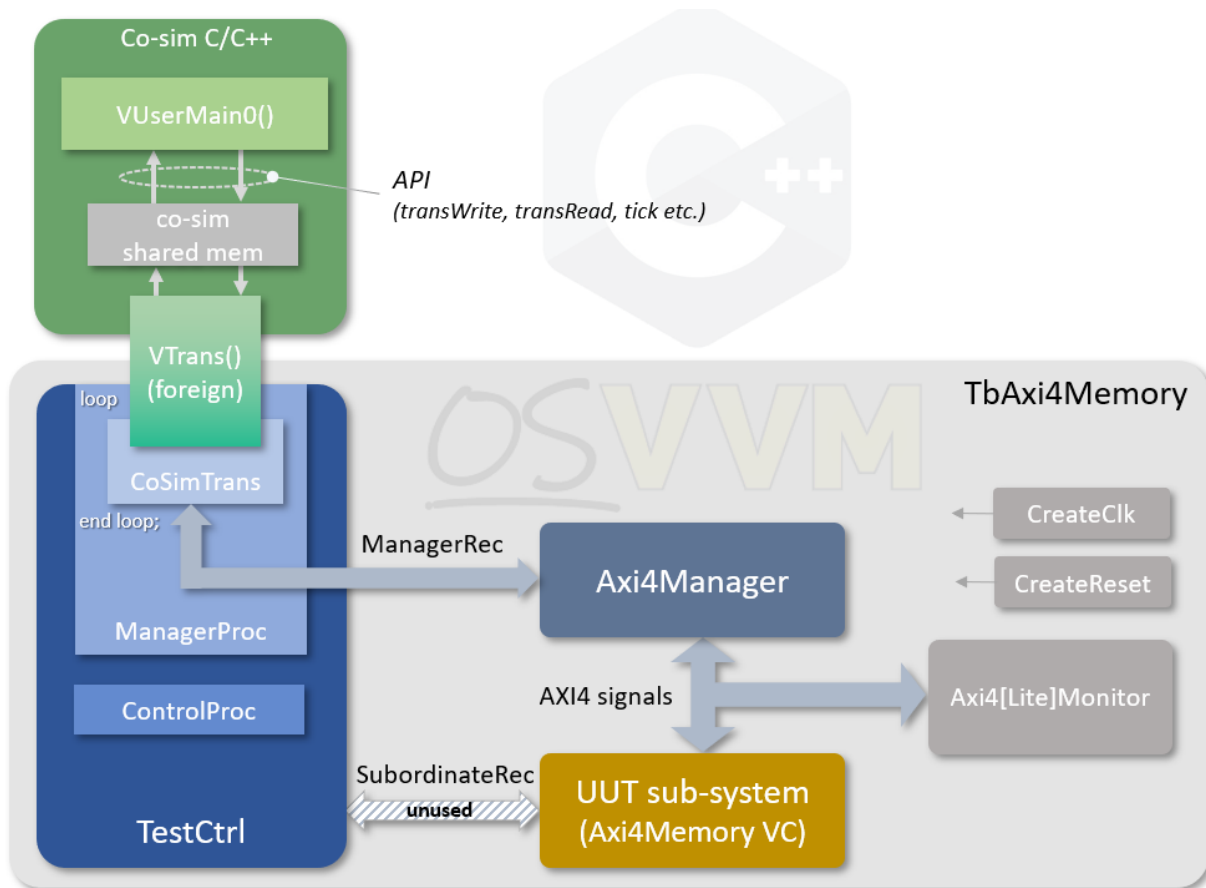 Co-sim C/C++
VUserMain0()
C
++
API
(transWrite, transRead, tick etc.)
co-sim
shared mem
VTrans()
(foreign)
TbAxi4Memory
loop
OSVVM
CoSimTrans
end loop;
CreateClk
ManagerRec
Axi4Manager
CreateReset
ManagerProc
AXI4 signals
Axi4[Lite]Monitor
ControlProc
SubordinateRec
unused
UUT sub-system
(Axi4Memory VC)
TestCtrl